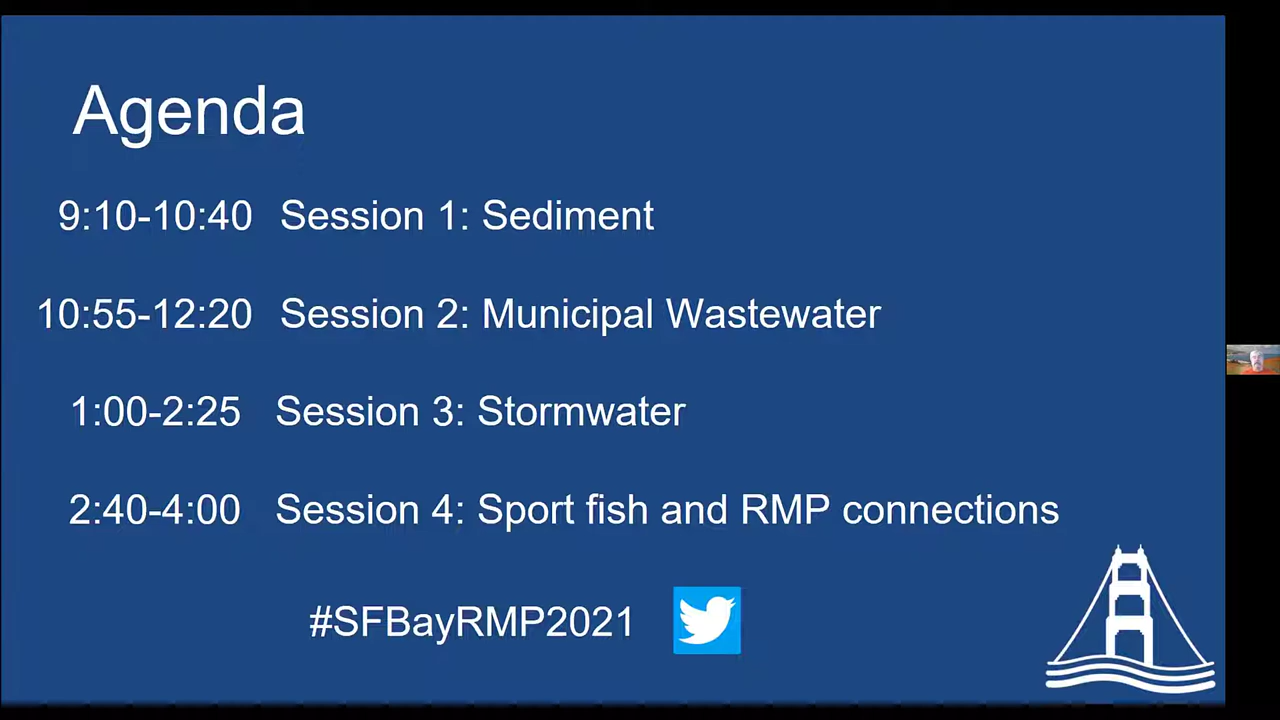 Agenda
9:10-10:40 Session 1: Sediment
10:55-12:20 Session 2: Municipal Wastewater
1:00-2:25 Session 3: Stormwater
2:40-4:00 Session 4: Sport fish and RMP connections
#SFBayRMP2021